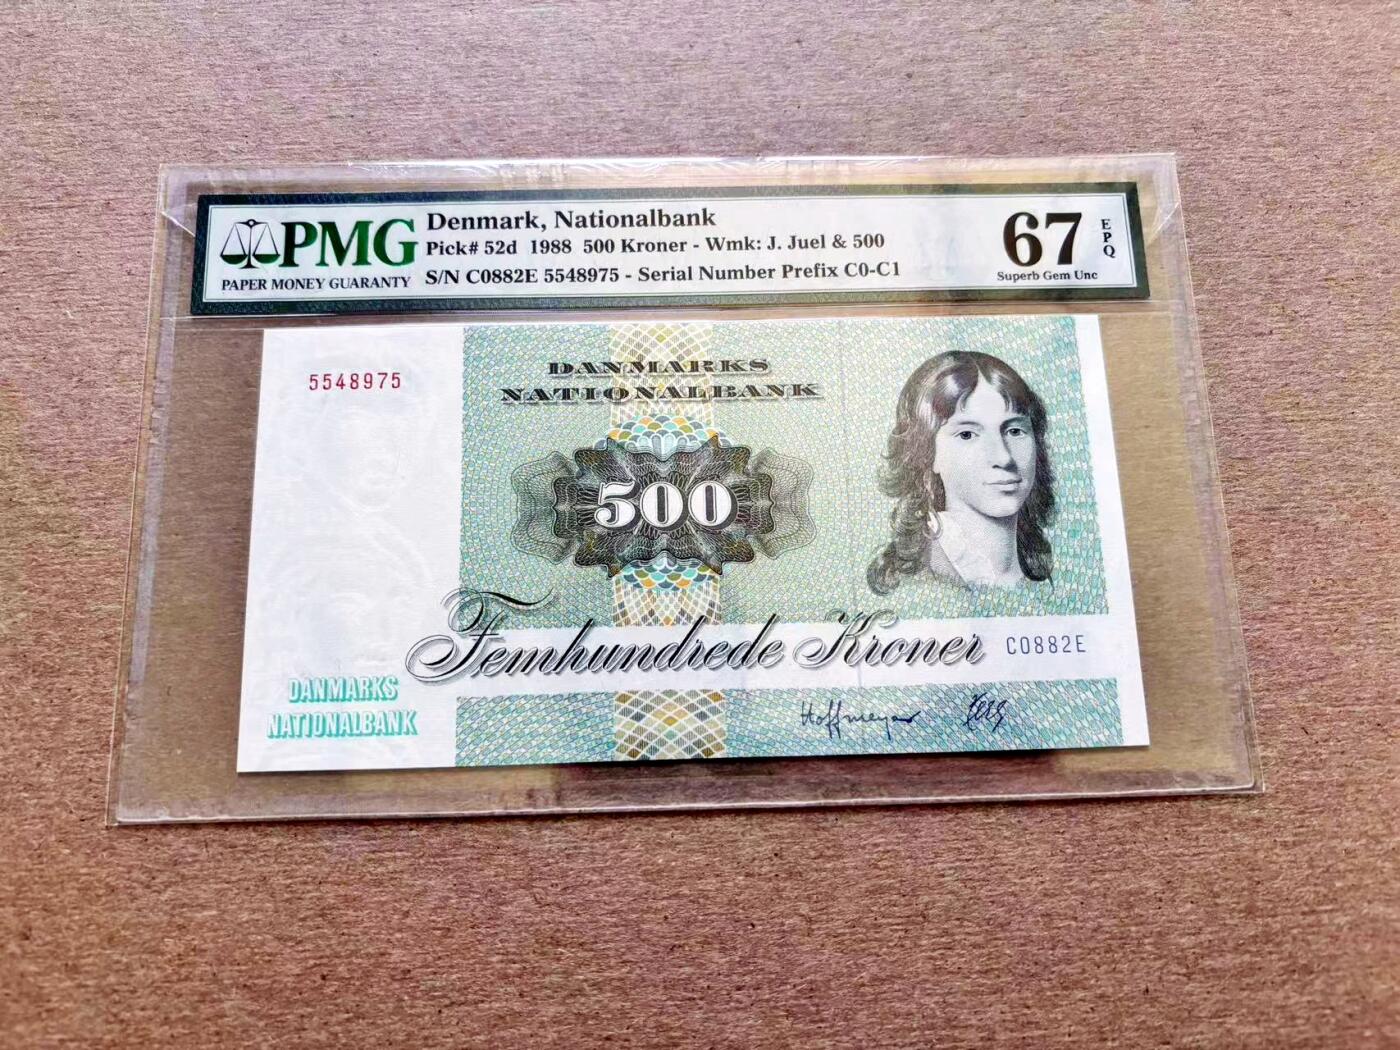 PMG
PAPER MONEY GUARANTY
Denmark, Nationalbank
Pick# 52d 1988 500 Kroner - Wmk: J. Juel & 500
S/N C0882E 5548975 - Serial Number Prefix C0-C1
67
EPQ
Superb Gem Unc
5548975
DANMARKS
NATIONALBANK
500
Femhundrede Kroner
C0882E
DANMARKS
NATIONALBANK
Hoffmeyer